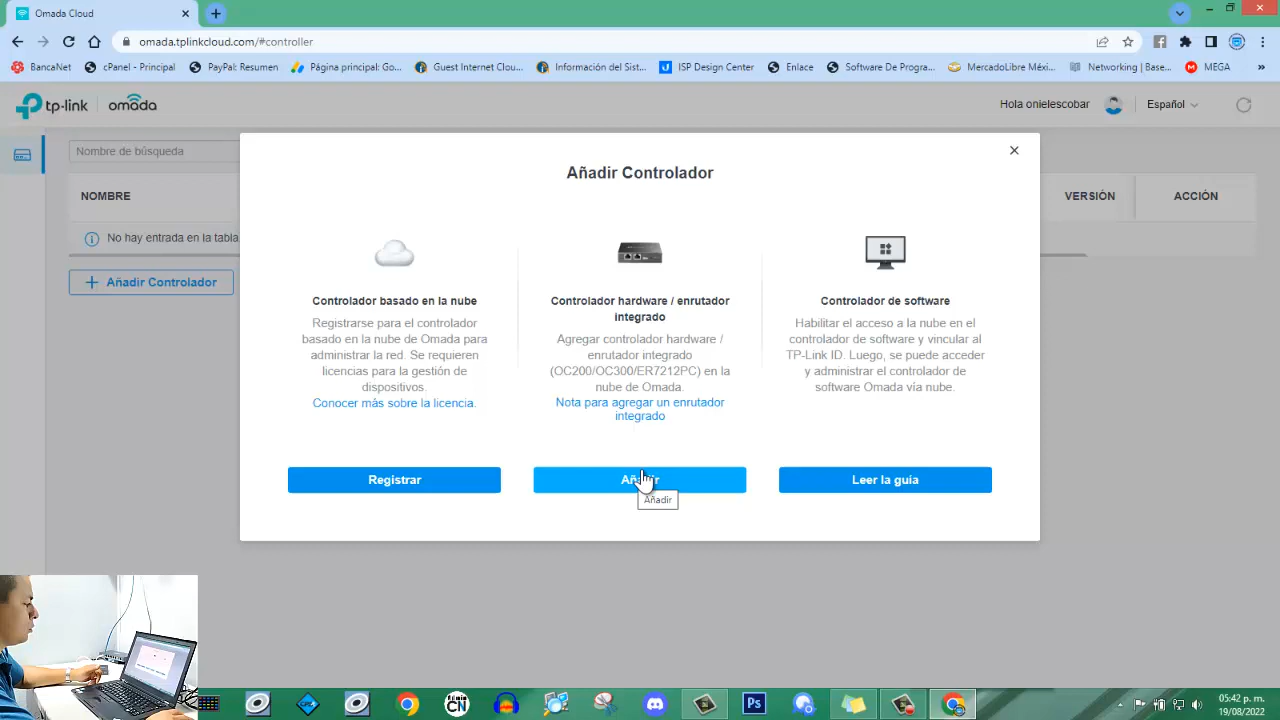 Omada Cloud
omada.tplinkcloud.com/#controller
BancaNet
cPanel - Principal
PayPal: Resumen
Página principal: Go...
Guest Internet Clou...
Información del Sist...
ISP Design Center
Enlace
Software De Progra...
MercadoLibre Méxi...
Networking | Base...
MEGA
»
tp-link | omada
Hola onielescobar
Español
Nombre de búsqueda
NOMBRE
VERSIÓN
ACCIÓN
No hay entrada en la tabla.
+ Añadir Controlador
Añadir Controlador
Controlador basado en la nube
Registrarse para el controlador
basado en la nube de Omada para
administrar la red. Se requieren
licencias para la gestión de
dispositivos.
Conocer más sobre la licencia.
Registrar
Controlador hardware / enrutador
integrado
Agregar controlador hardware /
enrutador integrado
(OC200/OC300/ER7212PC) en la
nube de Omada.
Nota para agregar un enrutador
integrado
Añadir
Añadir
Controlador de software
Habilitar el acceso a la nube en el
controlador de software y vincular al
TP-Link ID. Luego, se puede acceder
y administrar el controlador de
software Omada vía nube.
Leer la guía
CN
Ps
05:42 p. m.
19/08/2022